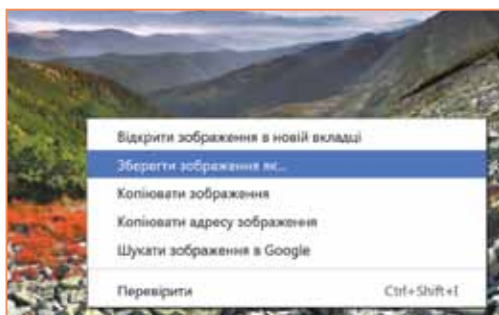 Відкрити зображення в новій вкладці
Зберегти зображення як...
Копіювати зображення
Копіювати адресу зображення
Шукати зображення в Google
Перевірити Ctrl+Shift+I